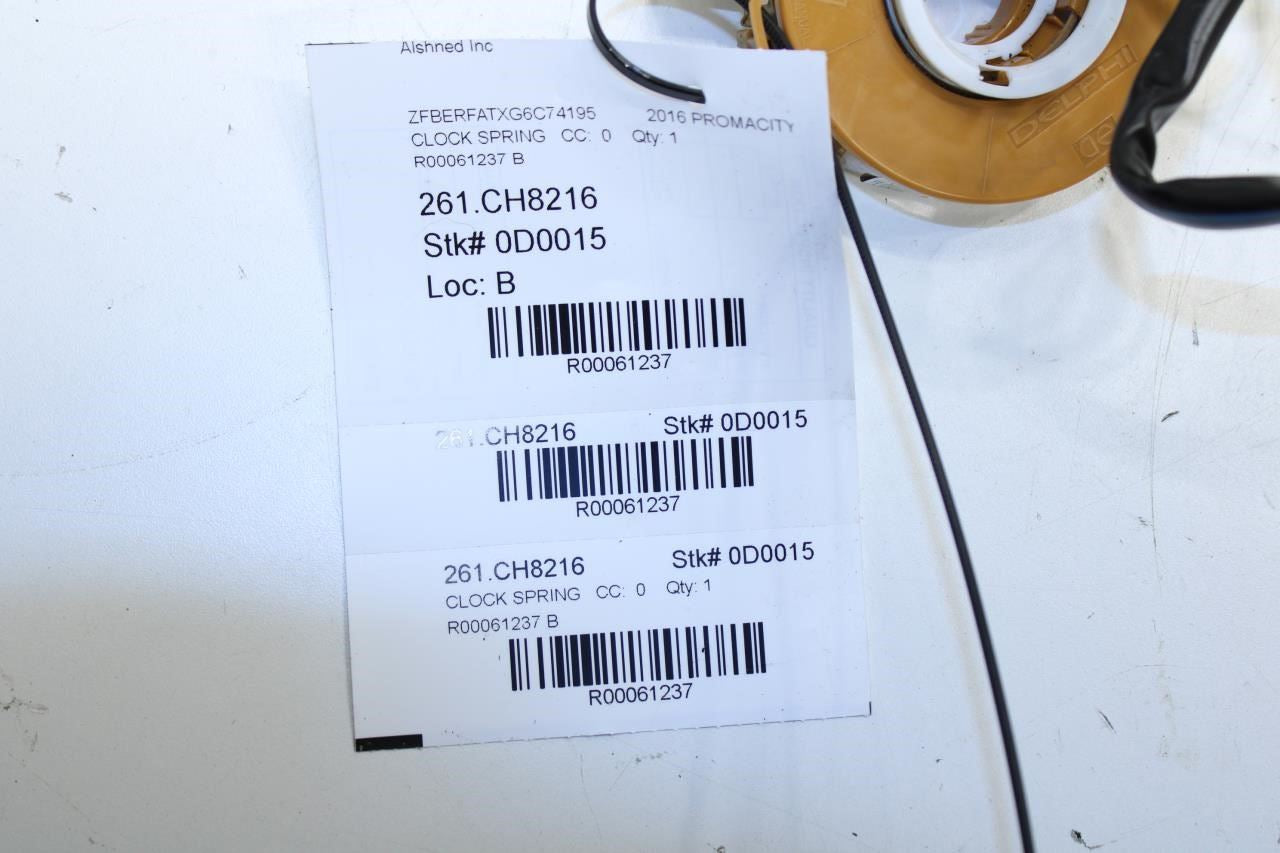 Alshned Inc
ZFBERFATXG6C74195 2016 PROMACITY
CLOCK SPRING CC: 0 Qty: 1
R00061237 B
261.CH8216
Stk# 0D0015
Loc: B
R00061237
261.CH8216 Stk# 0D0015
R00061237
261.CH8216 Stk# 0D0015
CLOCK SPRING CC: 0 Qty: 1
R00061237 B
R00061237
DELPHI